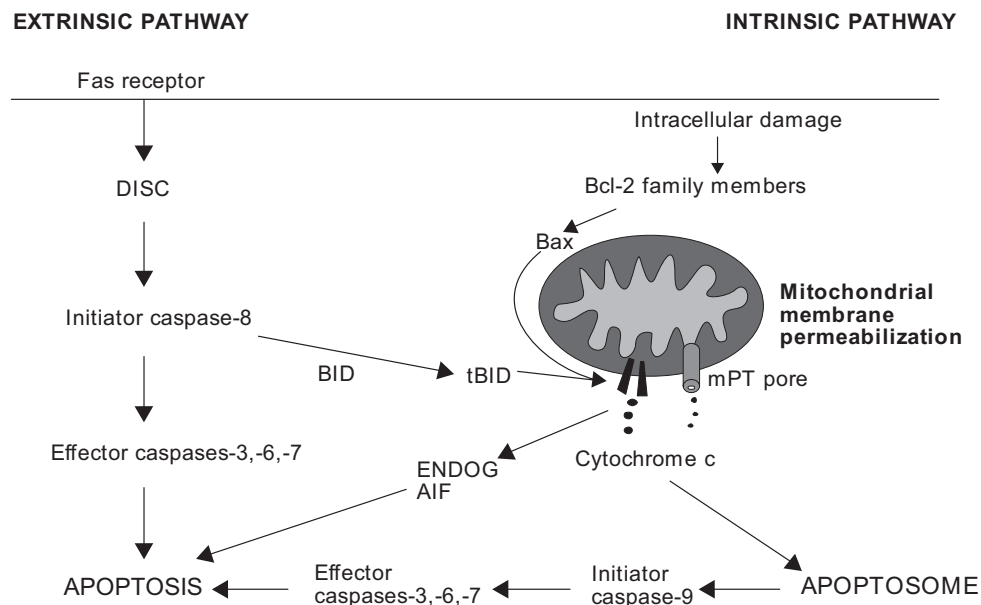 EXTRINSIC PATHWAY
INTRINSIC PATHWAY
Fas receptor
Intracellular damage
DISC
Bcl-2 family members
Bax
Mitochondrial
membrane
permeabilization
Initiator caspase-8
BID
tBID
mPT pore
Effector caspases-3,-6,-7
ENDOG
AIF
Cytochrome c
APOPTOSIS
Effector
caspases-3,-6,-7
Initiator
caspase-9
APOPTOSOME